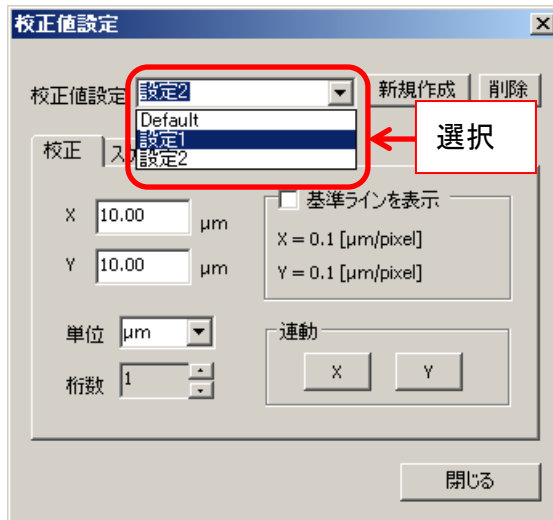 校正値設定
校正値設定 設定2 新規作成 削除
Default
設定1
設定2
選択
校正
X 10.00 μm
Y 10.00 μm
基準ラインを表示
X = 0.1 [μm/pixel]
Y = 0.1 [μm/pixel]
単位 μm
桁数 1
連動
X Y
閉じる